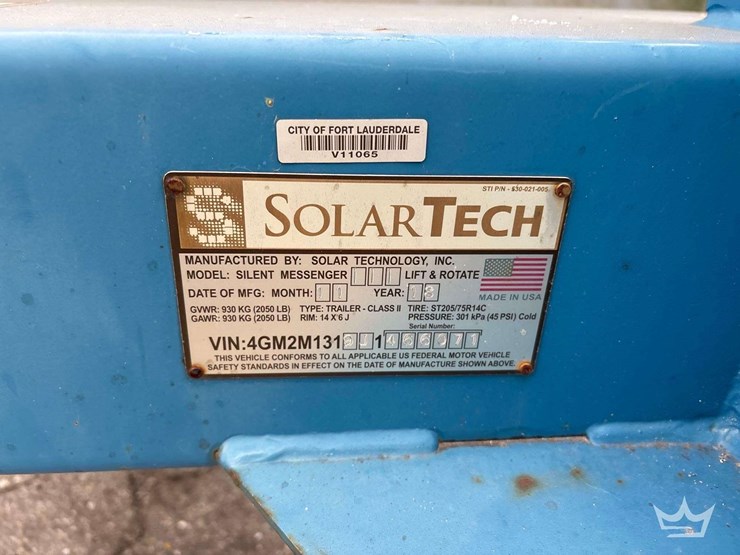 CITY OF FORT LAUDERDALE
V11065
STI P/N - 530-021-005
S SOLARTECH
MANUFACTURED BY: SOLAR TECHNOLOGY, INC.
MODEL: SILENT MESSENGER LIFT & ROTATE
DATE OF MFG: MONTH: 11 YEAR: 13
MADE IN USA
GVWR: 930 KG (2050 LB) TYPE: TRAILER - CLASS II TIRE: ST205/75R14C
GAWR: 930 KG (2050 LB) RIM: 14 X 6 J PRESSURE: 301 kPa (45 PSI) Cold
Serial Number:
VIN:4GM2M131
THIS VEHICLE CONFORMS TO ALL APPLICABLE US FEDERAL MOTOR VEHICLE
SAFETY STANDARDS IN EFFECT ON THE DATE OF MANUFACTURE SHOWN ABOVE.